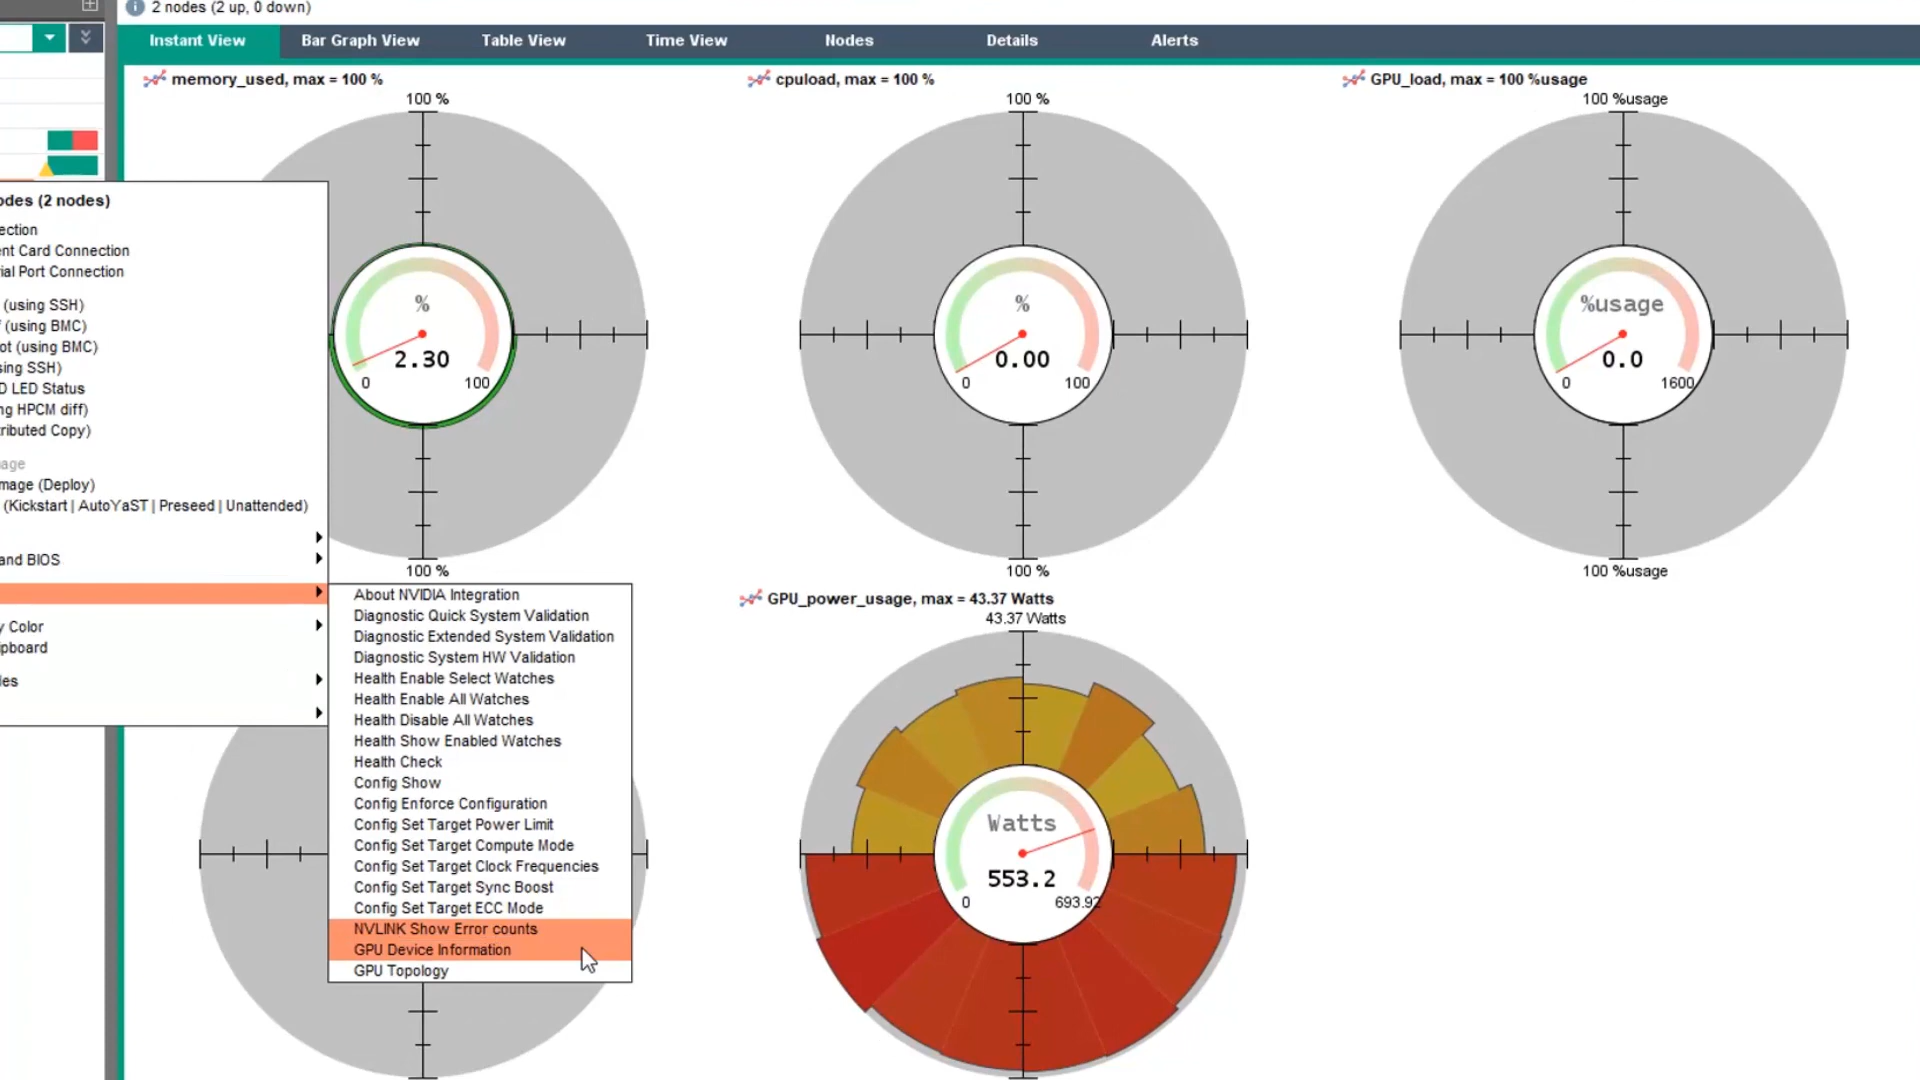 2 nodes (2 up, 0 down)
Instant View
Bar Graph View
Table View
Time View
Nodes
Details
Alerts
memory_used, max = 100 %
cpuload, max = 100 %
GPU_load, max = 100 %usage
100 %
100 %
100 %usage
odes (2 nodes)
ection
ent Card Connection
ial Port Connection
(using SSH)
(using BMC)
ot (using BMC)
sing SSH)
D LED Status
ng HPCM diff)
tributed Copy)
age
mage (Deploy)
(Kickstart | AutoYaST | Preseed | Unattended)
and BIOS
y Color
ipboard
les
%
2.30
0
100
%
0.00
0
100
%usage
0.0
0
1600
100 %
100 %
100 %usage
About NVIDIA Integration
Diagnostic Quick System Validation
Diagnostic Extended System Validation
Diagnostic System HW Validation
Health Enable Select Watches
Health Enable All Watches
Health Disable All Watches
Health Show Enabled Watches
Health Check
Config Show
Config Enforce Configuration
Config Set Target Power Limit
Config Set Target Compute Mode
Config Set Target Clock Frequencies
Config Set Target Sync Boost
Config Set Target ECC Mode
NVLINK Show Error counts
GPU Device Information
GPU Topology
GPU_power_usage, max = 43.37 Watts
43.37 Watts
Watts
553.2
0
693.92